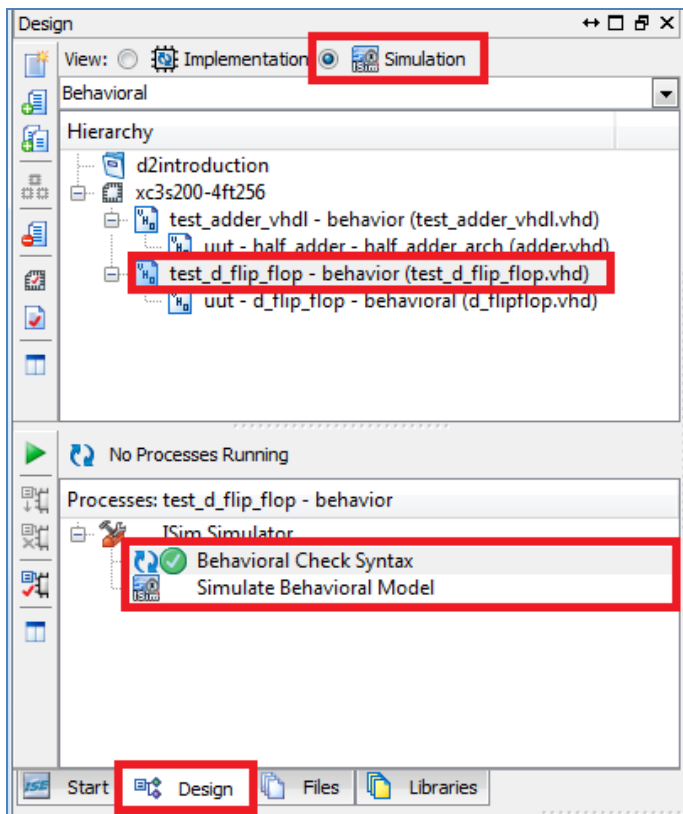 Design
View: Implementation Simulation
Behavioral
Hierarchy
d2introduction
xc3s200-4ft256
test_adder_vhdl - behavior (test_adder_vhdl.vhd)
uut - half_adder - half_adder_arch (adder.vhd)
test_d_flip_flop - behavior (test_d_flip_flop.vhd)
uut - d_flip_flop - behavioral (d_flipflop.vhd)
No Processes Running
Processes: test_d_flip_flop - behavior
ISim Simulator
Behavioral Check Syntax
Simulate Behavioral Model
ISE Start Design Files Libraries